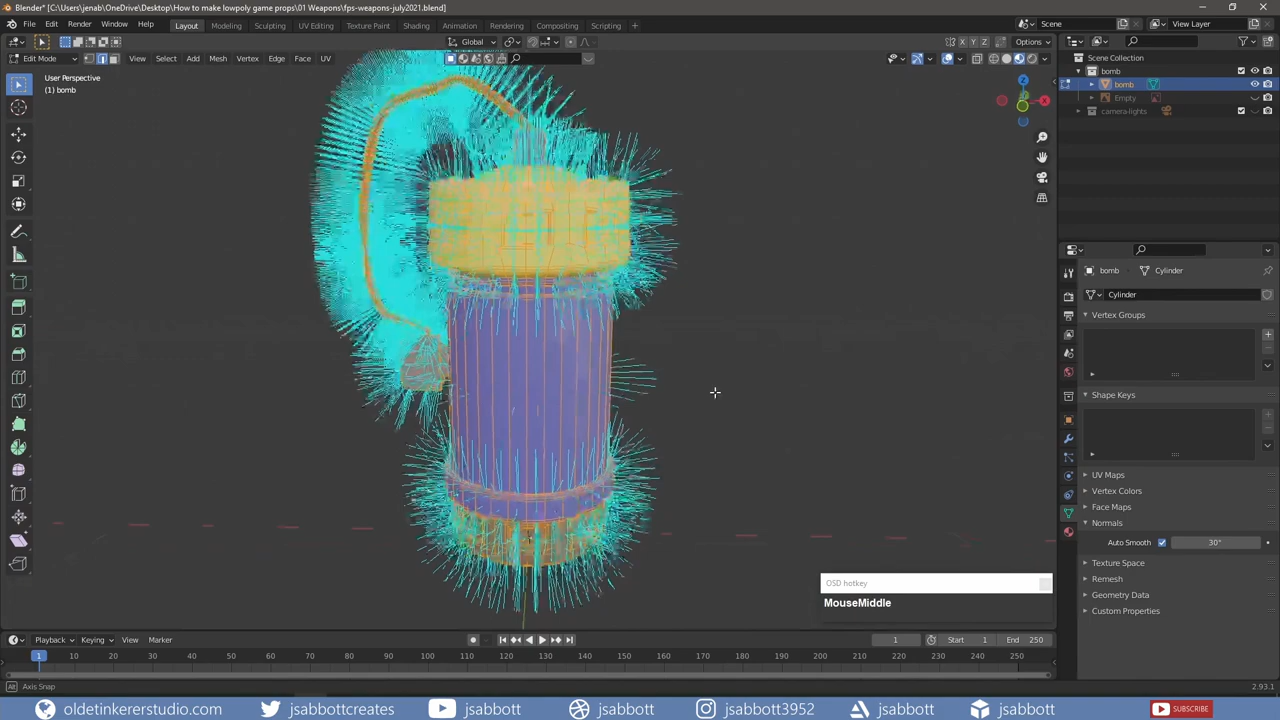 Blender* [C:\Users\jenab\OneDrive\Desktop\How to make lowpoly game props\01 Weapons\fps-weapons-july2021.blend]
File Edit Render Window Help Layout Modeling Sculpting UV Editing Texture Paint Shading Animation Rendering Compositing Scripting + Scene View Layer
Global X Y Z Options
Edit Mode View Select Add Mesh Vertex Edge Face UV
User Perspective
(1) bomb
Scene Collection
bomb
bomb
Empty
camera-lights
bomb Cylinder
Cylinder
Vertex Groups
Shape Keys
UV Maps
Vertex Colors
Face Maps
Normals
Auto Smooth 30°
Texture Space
Remesh
Geometry Data
Custom Properties
OSD hotkey
MouseMiddle
Playback Keying View Marker 1 Start 1 End 250
1 10 20 30 40 50 60 70 80 90 100 110 120 130 140 150 160 170 180 190 200 210 220 230 240 250
Alt Axis Snap 2.93.1
oldetinkererstudio.com jsabbottcreates jsabbott jsabbott jsabbott3952 jsabbott jsabbott SUBSCRIBE